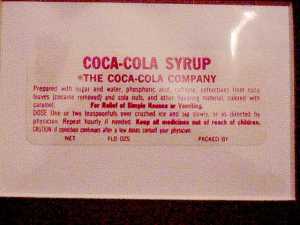 COCA-COLA SYRUP
*THE COCA-COLA COMPANY
Prepared with sugar and water, phosphoric acid, caffeine, extractives from coca
leaves (cocaine removed) and cola nuts, and other flavoring material, colored with
caramel. For Relief of Simple Nausea or Vomiting.
DOSE One or two teaspoonfuls over crushed ice and sip slowly, or as directed by
physician. Repeat hourly if needed. Keep all medicines out of reach of children.
CAUTION: If condition continues after a few doses contact your physician.
NET FLD OZS PACKED BY